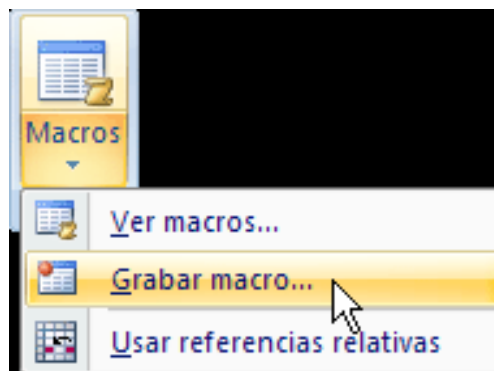 Macros
Ver macros...
Grabar macro...
Usar referencias relativas